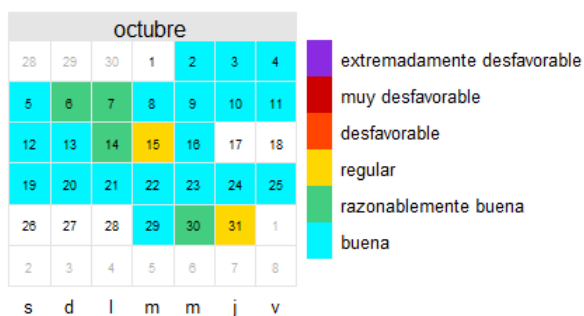 octubre
28 29 30 1 2 3 4
5 6 7 8 9 10 11
12 13 14 15 16 17 18
19 20 21 22 23 24 25
26 27 28 29 30 31 1
2 3 4 5 6 7 8
s d l m m j v
extremadamente desfavorable
muy desfavorable
desfavorable
regular
razonablemente buena
buena